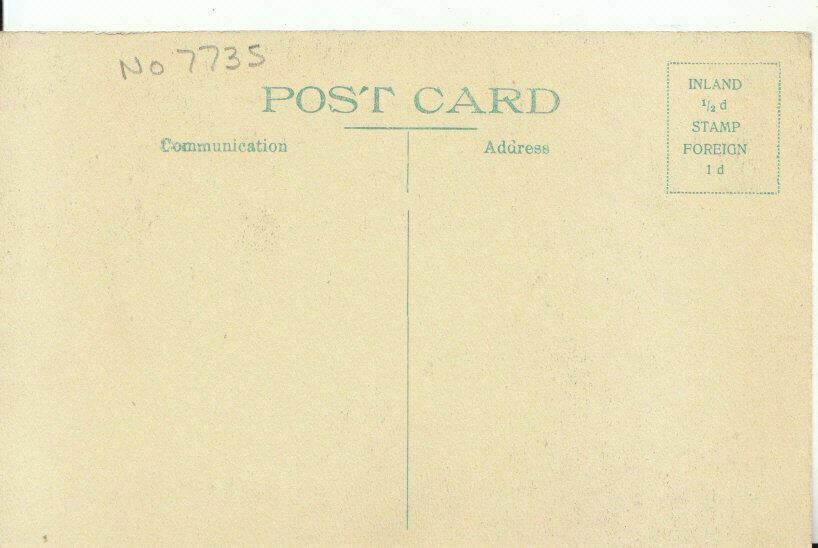 No 7735
POST CARD
Communication
Address
INLAND
1/2 d
STAMP
FOREIGN
1 d